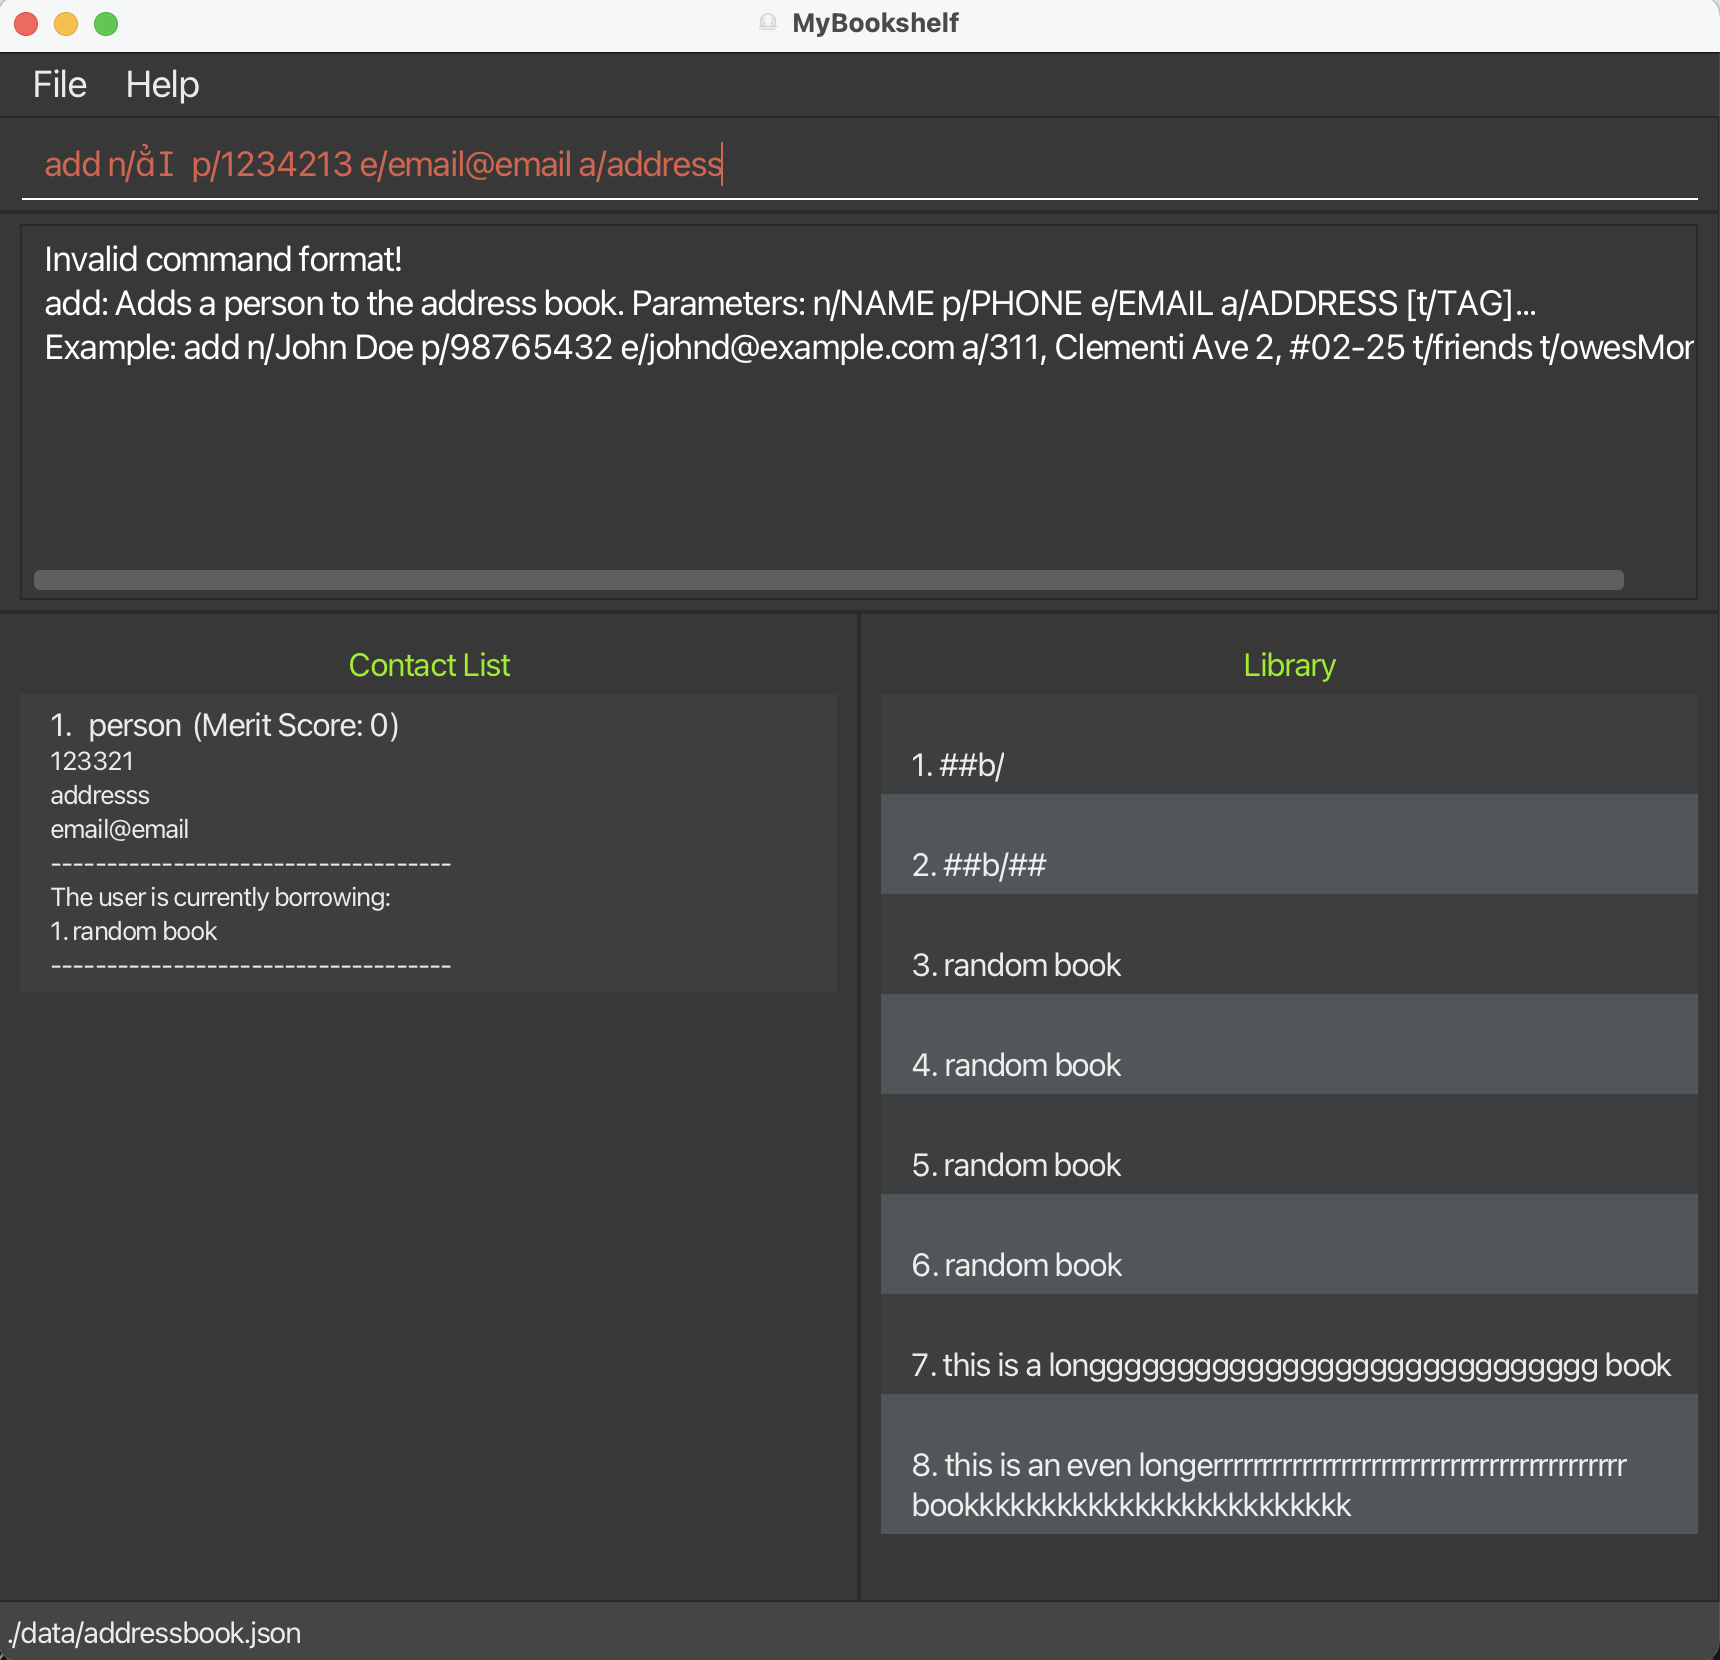 MyBookshelf
File Help
add n/ẳI p/1234213 e/email@email a/address
Invalid command format!
add: Adds a person to the address book. Parameters: n/NAME p/PHONE e/EMAIL a/ADDRESS [t/TAG]...
Example: add n/John Doe p/98765432 e/johnd@example.com a/311, Clementi Ave 2, #02-25 t/friends
Contact List
1. person (Merit Score: 0)
123321
addresss
email@email
-----------------------------------
The user is currently borrowing:
1. random book
-----------------------------------
Library
1. ##b/
2. ##b/##
3. random book
4. random book
5. random book
6. random book
7. this is a longggggggggggggggggggggggggggggg book
8. this is an even longerrrrrrrrrrrrrrrrrrrrrrrrrrrrrrrrrrrrrrrrrr
bookkkkkkkkkkkkkkkkkkkkkkkkk
./data/addressbook.json